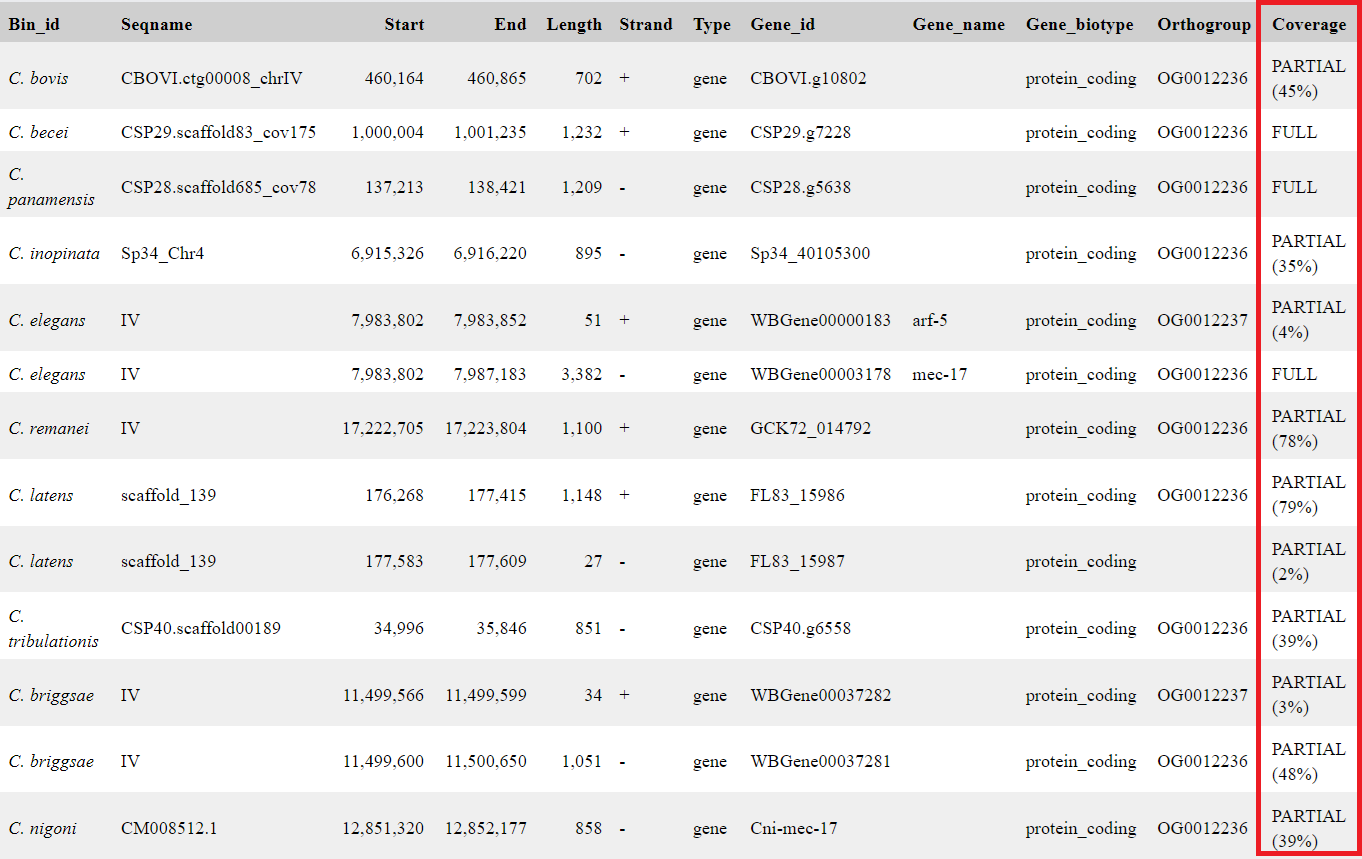 Bin_id Seqname Start End Length Strand Type Gene_id Gene_name Gene_biotype Orthogroup Coverage
C. bovis CBOVI.ctg00008_chrIV 460,164 460,865 702 + gene CBOVI.g10802 protein_coding OG0012236 PARTIAL
(45%)
C. becei CSP29.scaffold83_cov175 1,000,004 1,001,235 1,232 + gene CSP29.g7228 protein_coding OG0012236 FULL
C.
panamensis CSP28.scaffold685_cov78 137,213 138,421 1,209 - gene CSP28.g5638 protein_coding OG0012236 FULL
C. inopinata Sp34_Chr4 6,915,326 6,916,220 895 - gene Sp34_40105300 protein_coding OG0012236 PARTIAL
(35%)
C. elegans IV 7,983,802 7,983,852 51 + gene WBGene00000183 arf-5 protein_coding OG0012237 PARTIAL
(4%)
C. elegans IV 7,983,802 7,987,183 3,382 - gene WBGene00003178 mec-17 protein_coding OG0012236 FULL
C. remanei IV 17,222,705 17,223,804 1,100 + gene GCK72_014792 protein_coding OG0012236 PARTIAL
(78%)
C. latens scaffold_139 176,268 177,415 1,148 + gene FL83_15986 protein_coding OG0012236 PARTIAL
(79%)
C. latens scaffold_139 177,583 177,609 27 - gene FL83_15987 protein_coding PARTIAL
(2%)
C.
tribulationis CSP40.scaffold00189 34,996 35,846 851 - gene CSP40.g6558 protein_coding OG0012236 PARTIAL
(39%)
C. briggsae IV 11,499,566 11,499,599 34 + gene WBGene00037282 protein_coding OG0012237 PARTIAL
(3%)
C. briggsae IV 11,499,600 11,500,650 1,051 - gene WBGene00037281 protein_coding OG0012236 PARTIAL
(48%)
C. nigoni CM008512.1 12,851,320 12,852,177 858 - gene Cni-mec-17 protein_coding OG0012236 PARTIAL
(39%)